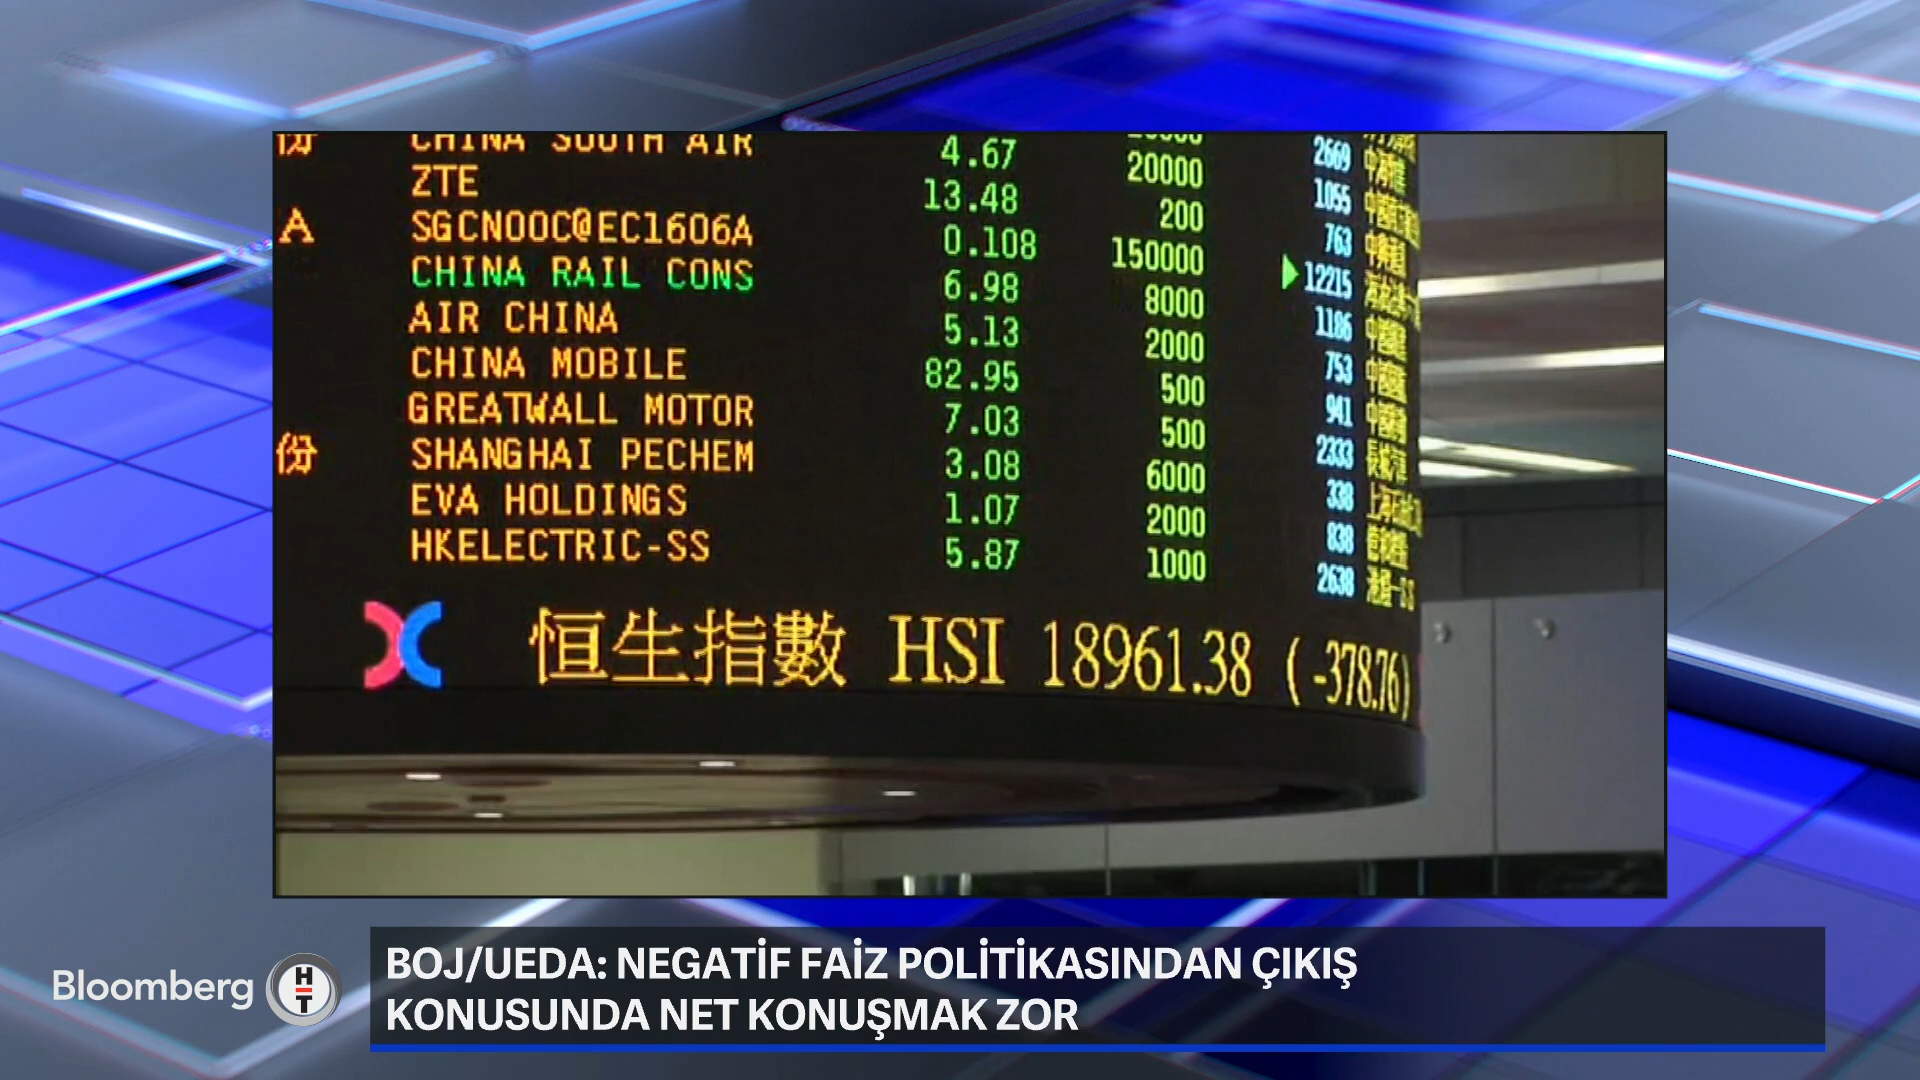 份 CHINA SOUTH AIR 4.67 20000 2669
ZTE 13.48 200 1055
A SGCNOOC@EC1606A 0.108 150000 763
CHINA RAIL CONS 6.98 8000 12215
AIR CHINA 5.13 2000 1186
CHINA MOBILE 82.95 500 753
GREATWALL MOTOR 7.03 500 941
份 SHANGHAI PECHEM 3.08 6000 2333
EVA HOLDINGS 1.07 2000 338
HKELECTRIC-SS 5.87 1000 838
2638
恒生指數 HSI 18961.38 (-378.76)
Bloomberg HT
BOJ/UEDA: NEGATİF FAİZ POLİTİKASINDAN ÇIKIŞ
KONUSUNDA NET KONUŞMAK ZOR